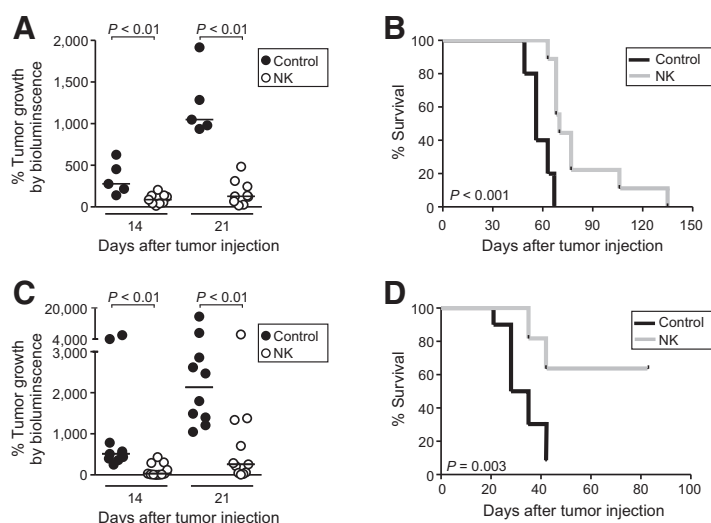 A
P < 0.01
P < 0.01
2,000
1,500
1,000
500
0
% Tumor growth
by bioluminscence
Control
NK
14
21
Days after tumor injection
B
100
80
60
40
20
0
% Survival
Control
NK
P < 0.001
0 30 60 90 120 150
Days after tumor injection
C
P < 0.01
P < 0.01
20,000
4,000
3,000
2,000
1,000
0
% Tumor growth
by bioluminscence
Control
NK
14
21
Days after tumor injection
D
100
80
60
40
20
0
% Survival
Control
NK
P = 0.003
0 20 40 60 80 100
Days after tumor injection